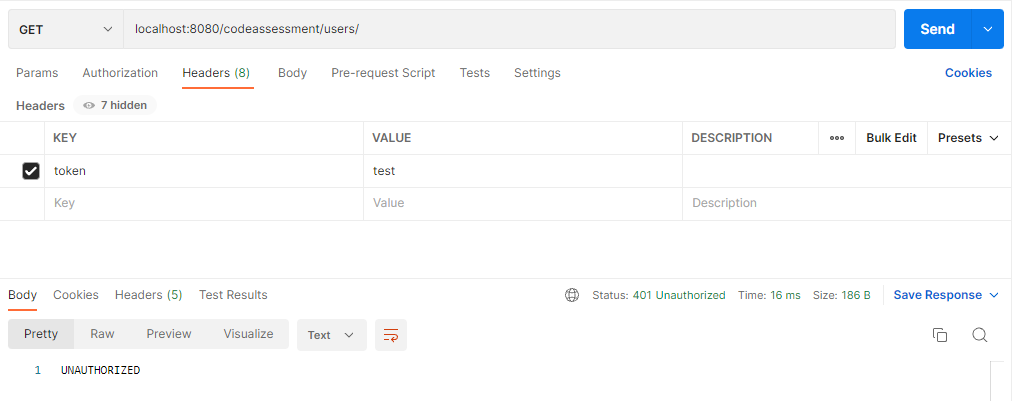 GET localhost:8080/codeassessment/users/ Send
Params Authorization Headers (8) Body Pre-request Script Tests Settings Cookies
Headers 7 hidden
KEY VALUE DESCRIPTION ••• Bulk Edit Presets
token test
Key Value Description
Body Cookies Headers (5) Test Results Status: 401 Unauthorized Time: 16 ms Size: 186 B Save Response
Pretty Raw Preview Visualize Text
1 UNAUTHORIZED